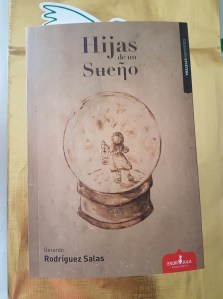 Hijas
de un
Sueño
Gerardo
Rodríguez Salas